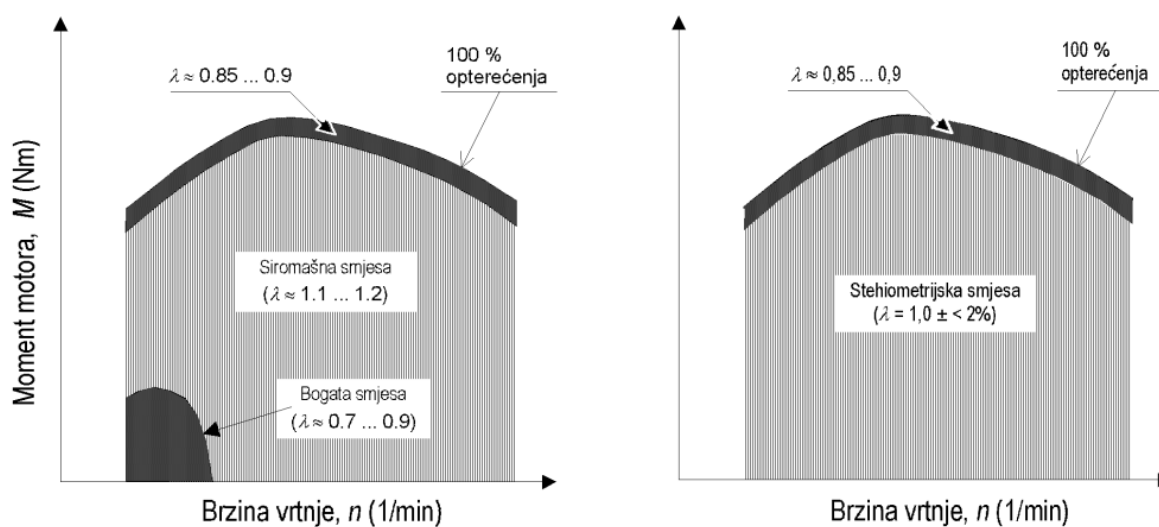 λ ≈ 0.85 ... 0.9
100 %
opterećenja
Siromašna smjesa
(λ ≈ 1.1 ... 1.2)
Bogata smjesa
(λ ≈ 0.7 ... 0.9)
Moment motora, M (Nm)
Brzina vrtnje, n (1/min)
λ ≈ 0,85 ... 0,9
100 %
opterećenja
Stehiometrijska smjesa
(λ = 1,0 ± < 2%)
Brzina vrtnje, n (1/min)